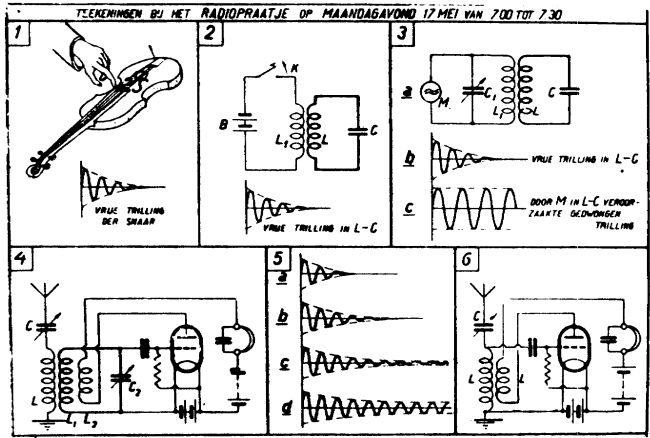 TEEKENINGEN BIJ HET RADIOPRAATJE OP MAANDAGAVOND 17 MEI VAN 7.00 TOT 7.30
1
VRIJE TRILLING
DER SNAAR
2
K
B
L1
L
C
VRIJE TRILLING IN L-C
3
a
M
C1
L1
L
C
b
VRIJE TRILLING IN L-C
c
DOOR M IN L-C VEROOR-
ZAAKTE GEDWONGEN
TRILLING
4
C
L
L1
L2
C2
5
a
b
c
d
6
C
L
L